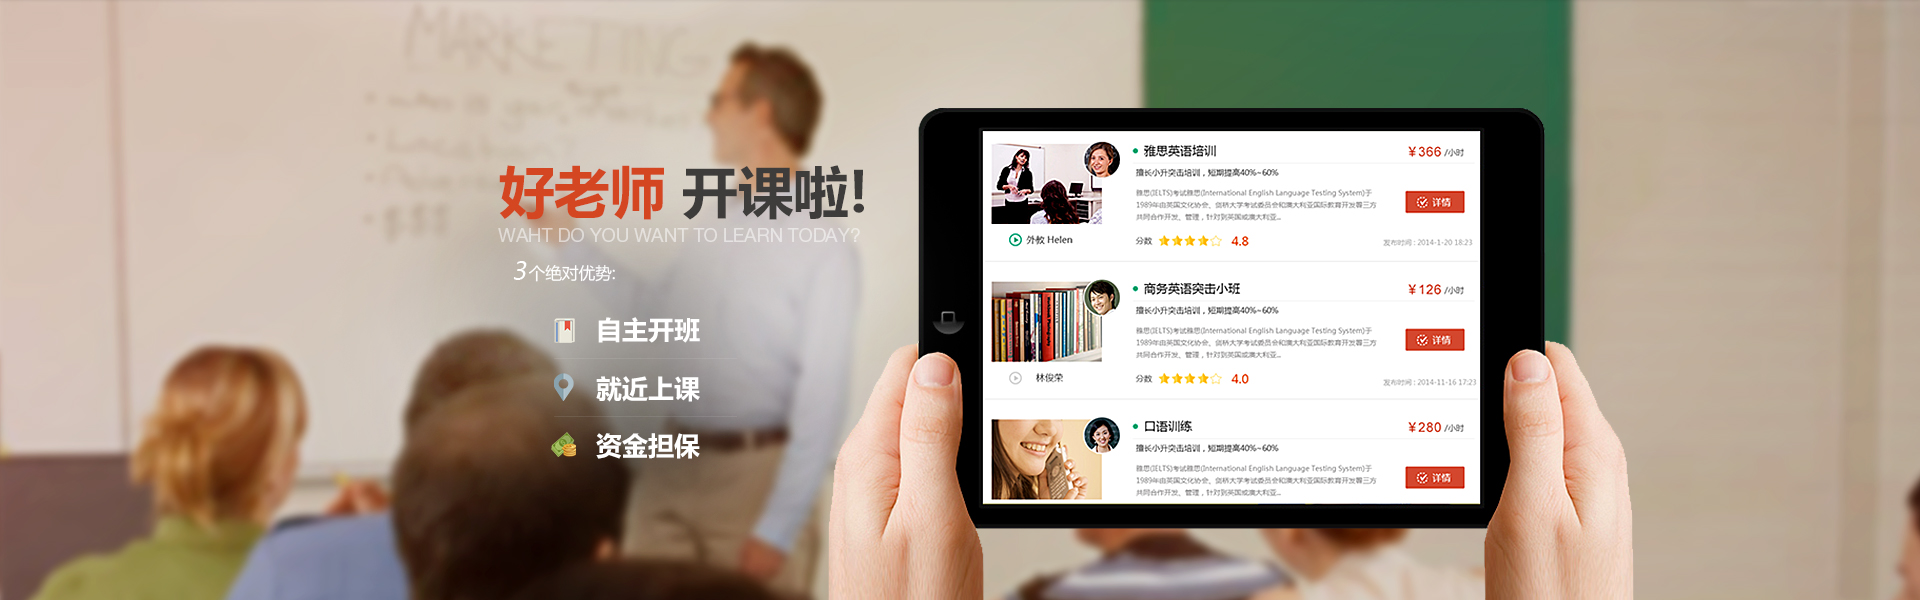 MARKETING
好老师 开课啦!
WAHT DO YOU WANT TO LEARN TODAY?
3个绝对优势:
自主开班
就近上课
资金担保
雅思英语培训
¥366 /小时
擅长小升突击培训，短期提高40%~60%
雅思(IELTS)考试雅思(International English Language Testing System)于
1989年由英国文化协会、剑桥大学考试委员会和澳大利亚国际教育开发署三方
共同合作开发、管理，针对到英国或澳大利亚...
详情
外教 Helen
分数 4.8
发布时间 : 2014-1-20 18:23
商务英语突击小班
¥126 /小时
擅长小升突击培训，短期提高40%~60%
雅思(IELTS)考试雅思(International English Language Testing System)于
1989年由英国文化协会、剑桥大学考试委员会和澳大利亚国际教育开发署三方
共同合作开发、管理，针对到英国或澳大利亚...
详情
林俊荣
分数 4.0
发布时间 : 2014-11-16 17:23
口语训练
¥280 /小时
擅长小升突击培训，短期提高40%~60%
雅思(IELTS)考试雅思(International English Language Testing System)于
1989年由英国文化协会、剑桥大学考试委员会和澳大利亚国际教育开发署三方
共同合作开发、管理，针对到英国或澳大利亚...
详情